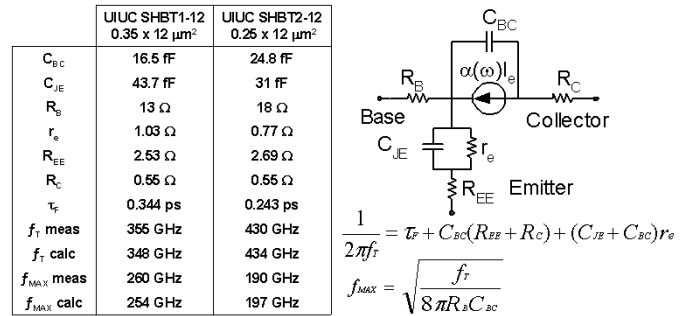 UIUC SHBT1-12 UIUC SHBT2-12
0.35 x 12 μm² 0.25 x 12 μm²
C_BC 16.5 fF 24.8 fF
C_JE 43.7 fF 31 fF
R_B 13 Ω 18 Ω
r_e 1.03 Ω 0.77 Ω
R_EE 2.53 Ω 2.69 Ω
R_C 0.55 Ω 0.55 Ω
τ_F 0.344 ps 0.243 ps
f_T meas 355 GHz 430 GHz
f_T calc 348 GHz 434 GHz
f_MAX meas 260 GHz 190 GHz
f_MAX calc 254 GHz 197 GHz
C_BC
R_B α(ω)I_e R_C
Base Collector
C_JE r_e
R_EE Emitter
1/(2πf_T) = τ_F + C_BC(R_EE + R_C) + (C_JE + C_BC)r_e
f_MAX = √(f_T/(8πR_BC_BC))